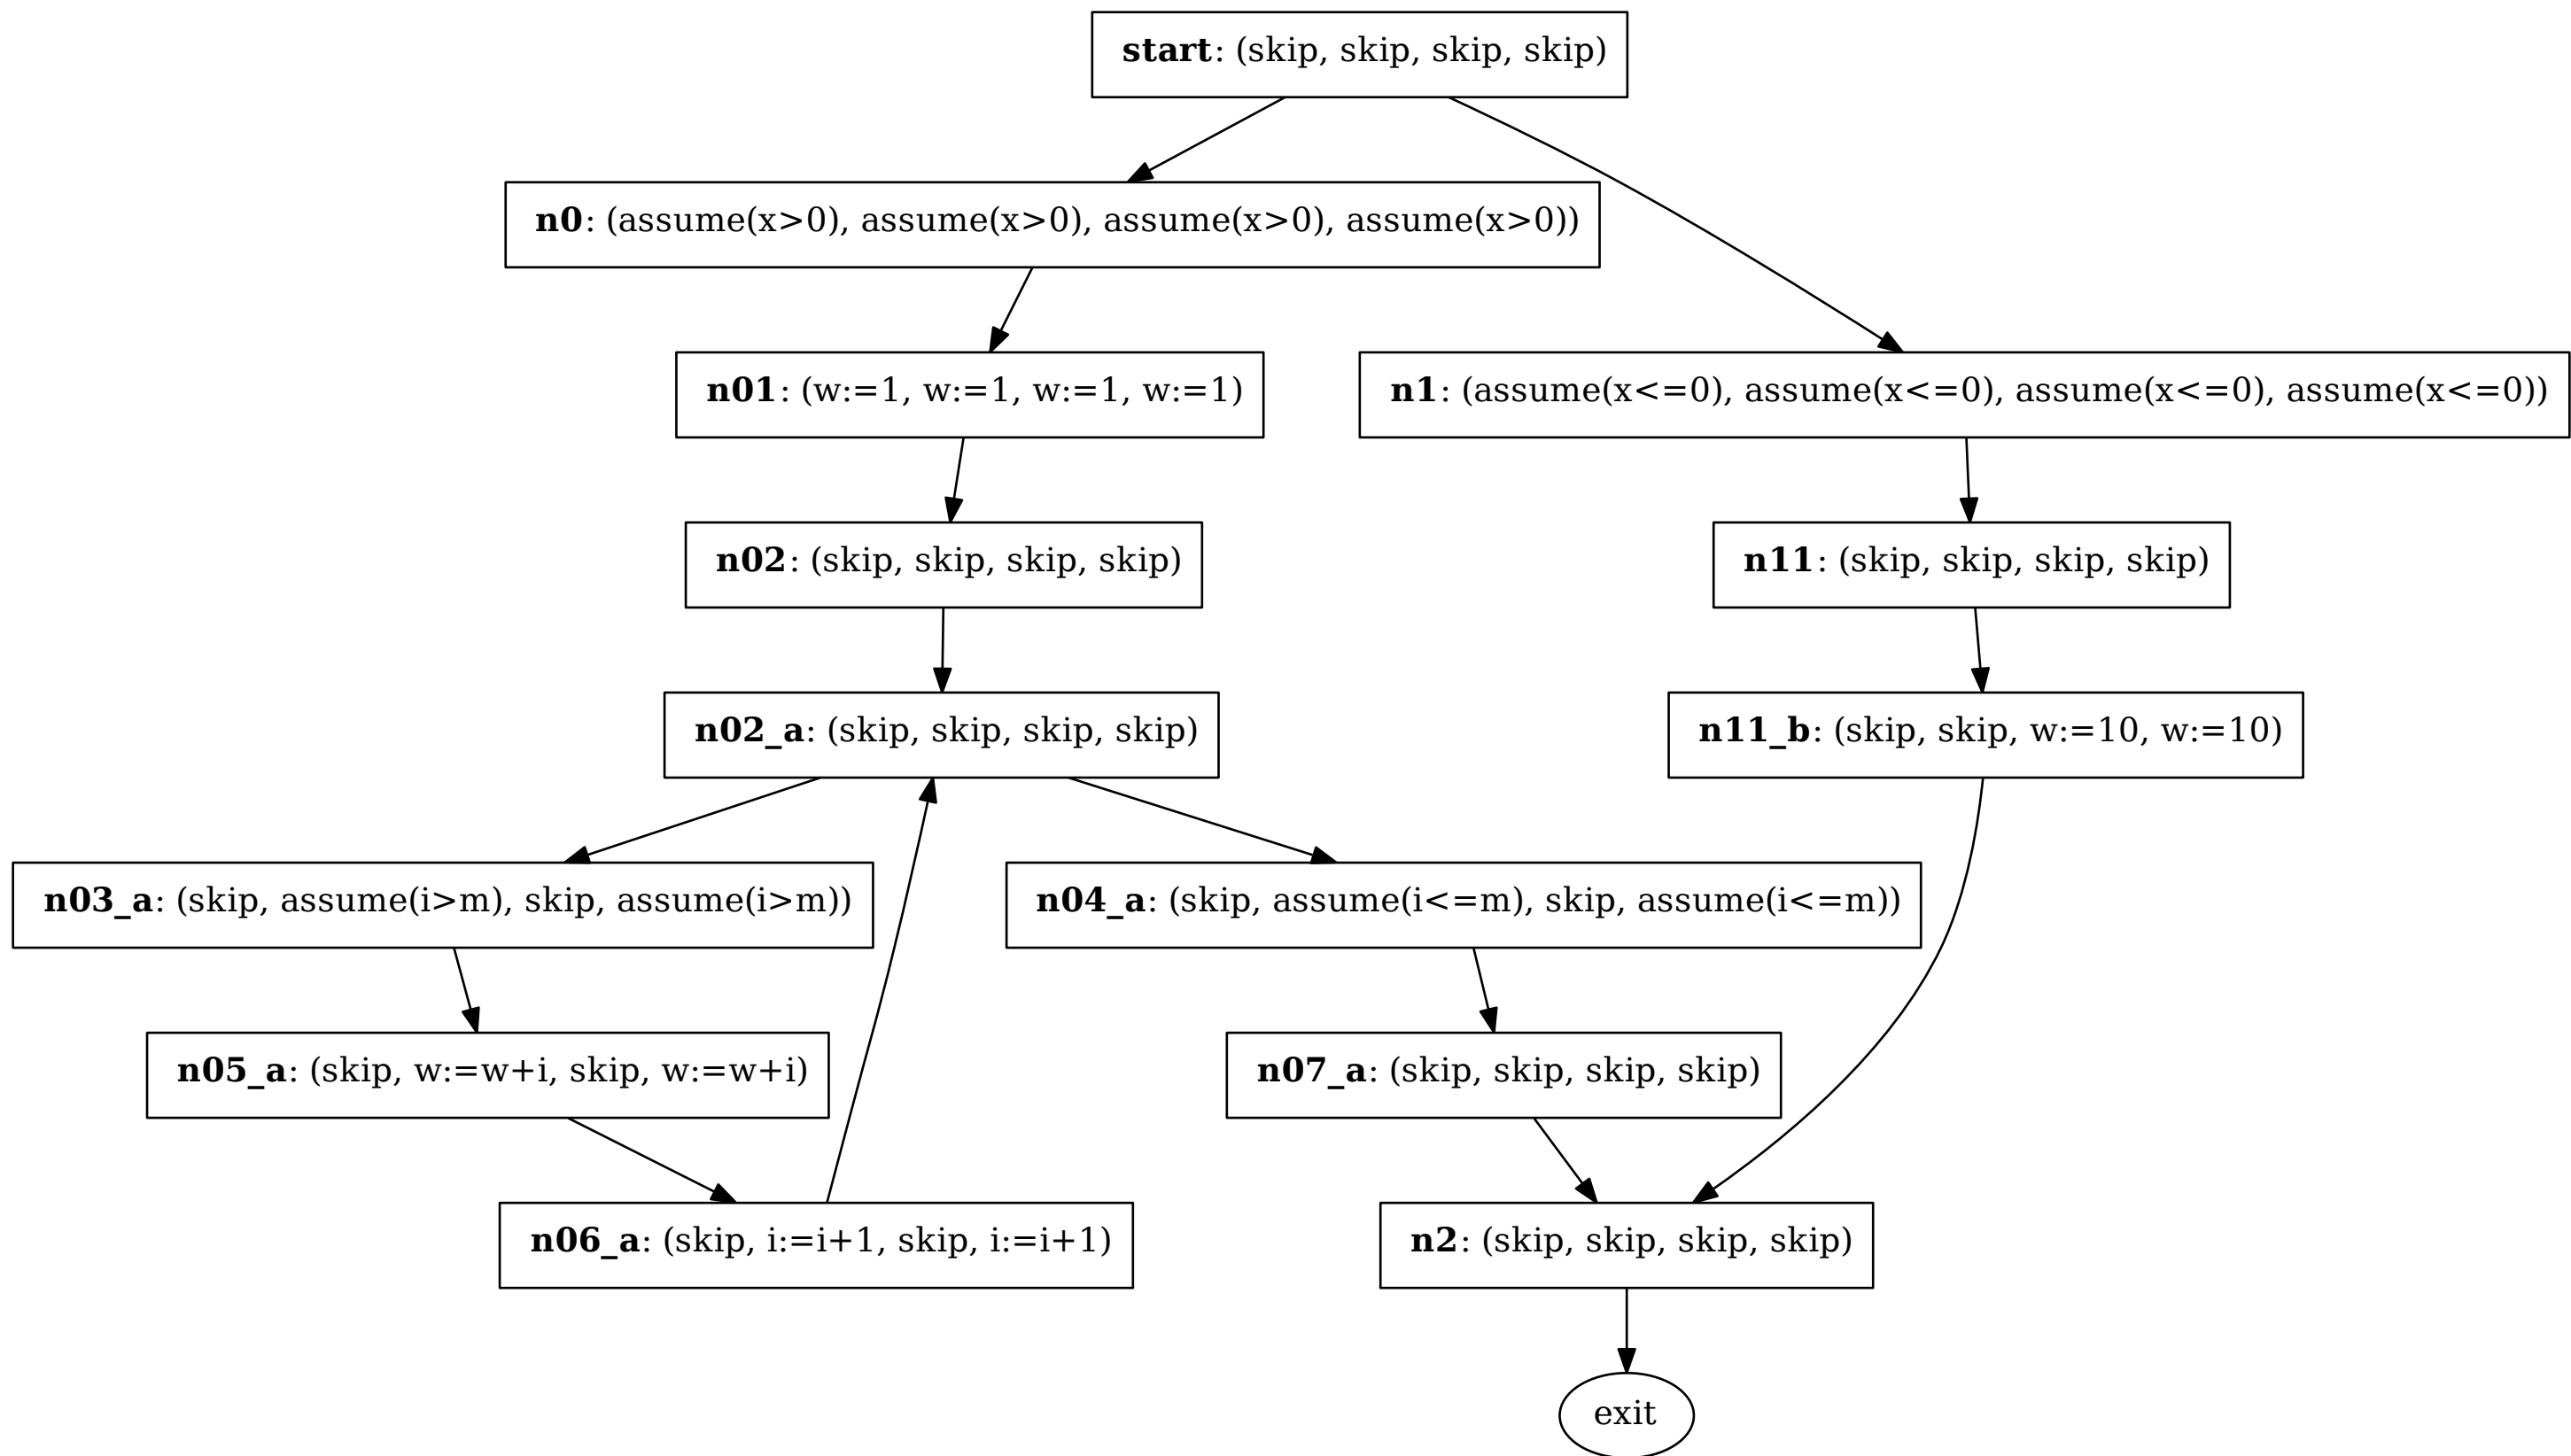 start: (skip, skip, skip, skip)
n0: (assume(x>0), assume(x>0), assume(x>0), assume(x>0))
n01: (w:=1, w:=1, w:=1, w:=1)
n1: (assume(x<=0), assume(x<=0), assume(x<=0), assume(x<=0))
n02: (skip, skip, skip, skip)
n11: (skip, skip, skip, skip)
n02_a: (skip, skip, skip, skip)
n11_b: (skip, skip, w:=10, w:=10)
n03_a: (skip, assume(i>m), skip, assume(i>m))
n04_a: (skip, assume(i<=m), skip, assume(i<=m))
n05_a: (skip, w:=w+i, skip, w:=w+i)
n07_a: (skip, skip, skip, skip)
n06_a: (skip, i:=i+1, skip, i:=i+1)
n2: (skip, skip, skip, skip)
exit